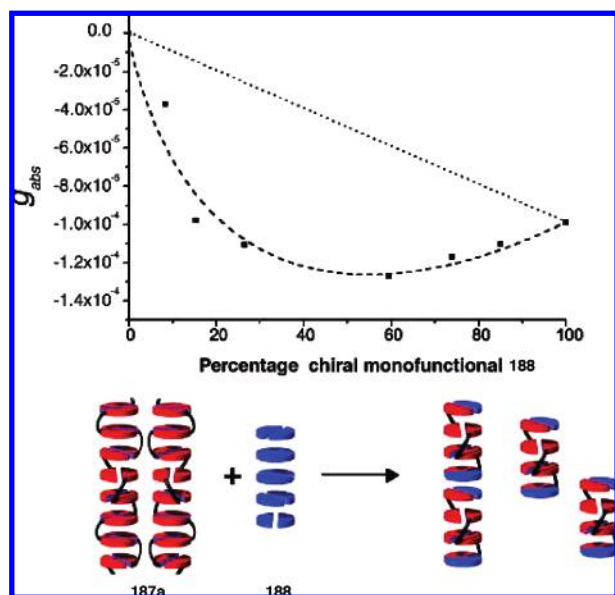 0.0
-2.0x10⁻⁵
-4.0x10⁻⁵
-6.0x10⁻⁵
-8.0x10⁻⁵
-1.0x10⁻⁴
-1.2x10⁻⁴
-1.4x10⁻⁴
g_abs
0 20 40 60 80 100
Percentage chiral monofunctional 188
+
187a 188